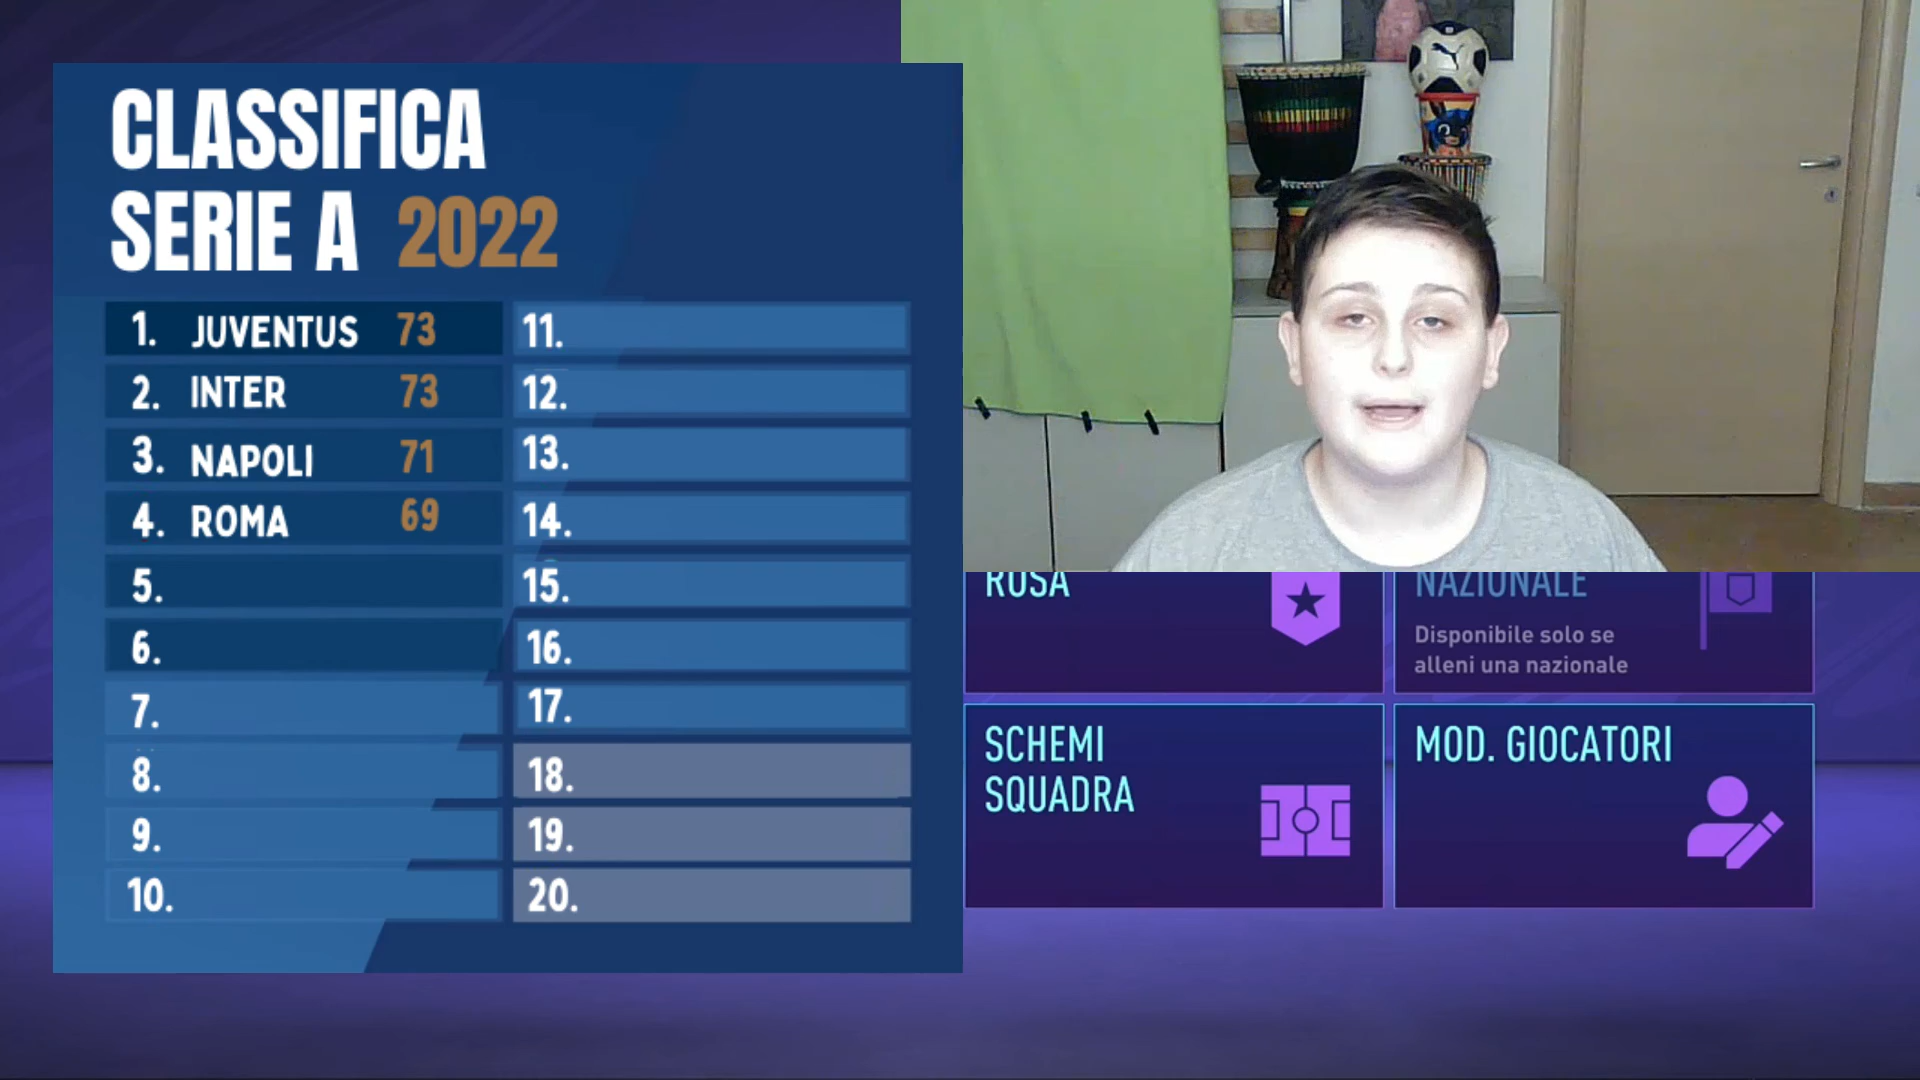 CLASSIFICA
SERIE A 2022
1. JUVENTUS 73
2. INTER 73
3. NAPOLI 71
4. ROMA 69
5.
6.
7.
8.
9.
10.
11.
12.
13.
14.
15.
16.
17.
18.
19.
20.
ROSA
NAZIONALE
Disponibile solo se
alleni una nazionale
SCHEMI
SQUADRA
MOD. GIOCATORI